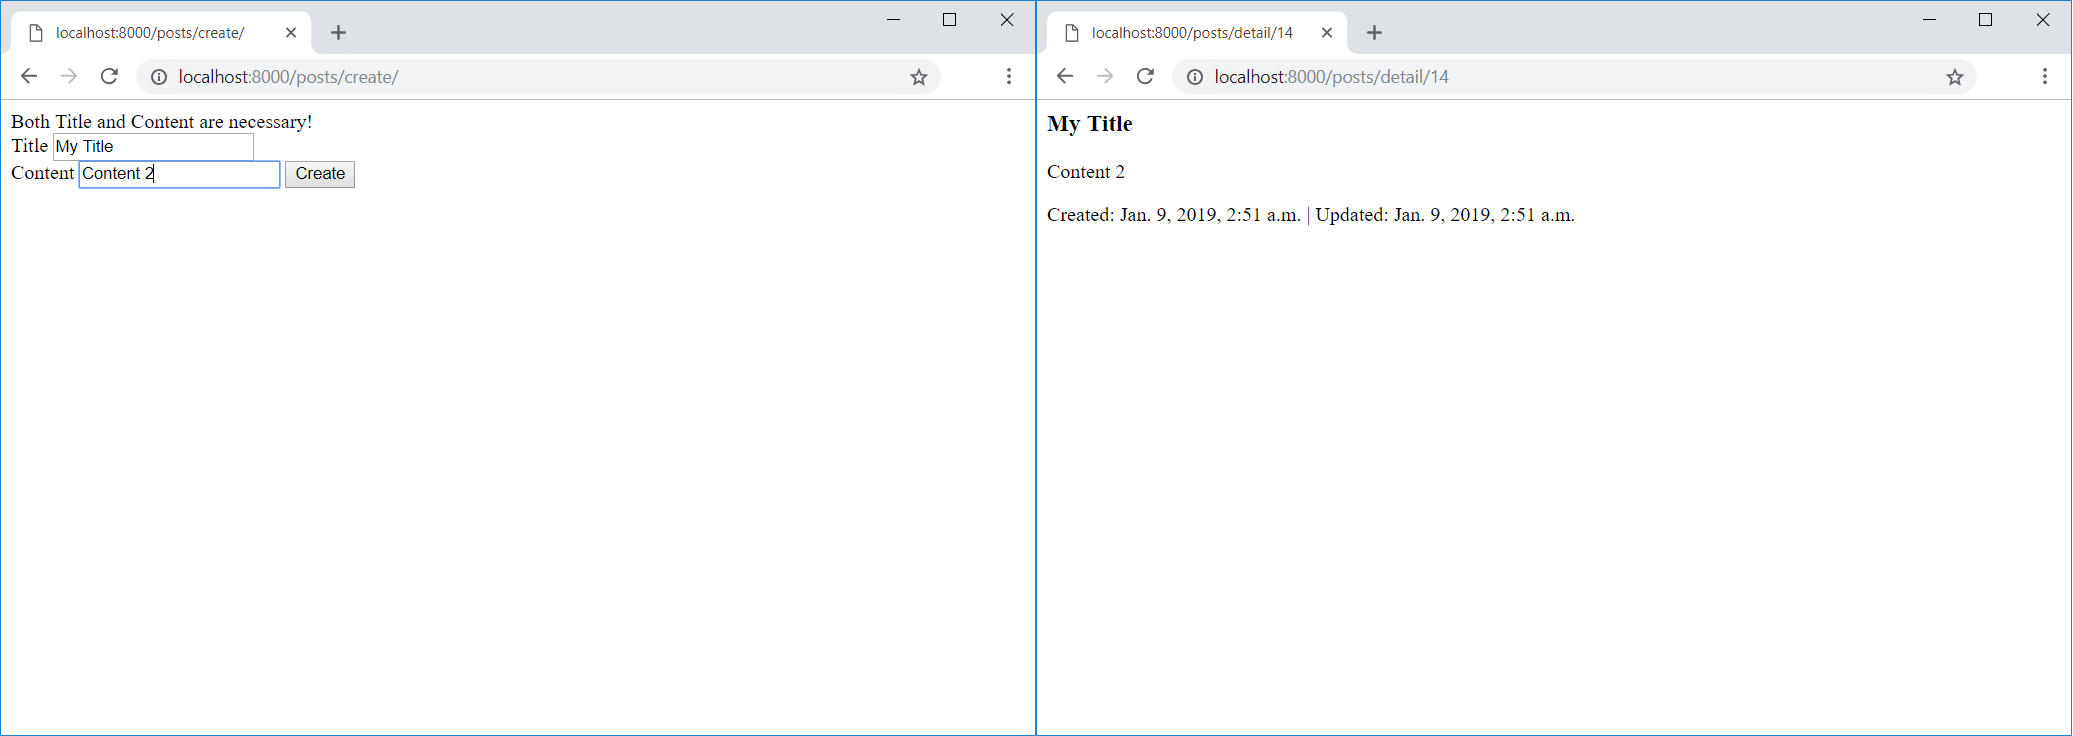 localhost:8000/posts/create/
localhost:8000/posts/create/
Both Title and Content are necessary!
Title My Title
Content Content 2 Create
localhost:8000/posts/detail/14
localhost:8000/posts/detail/14
My Title
Content 2
Created: Jan. 9, 2019, 2:51 a.m. | Updated: Jan. 9, 2019, 2:51 a.m.